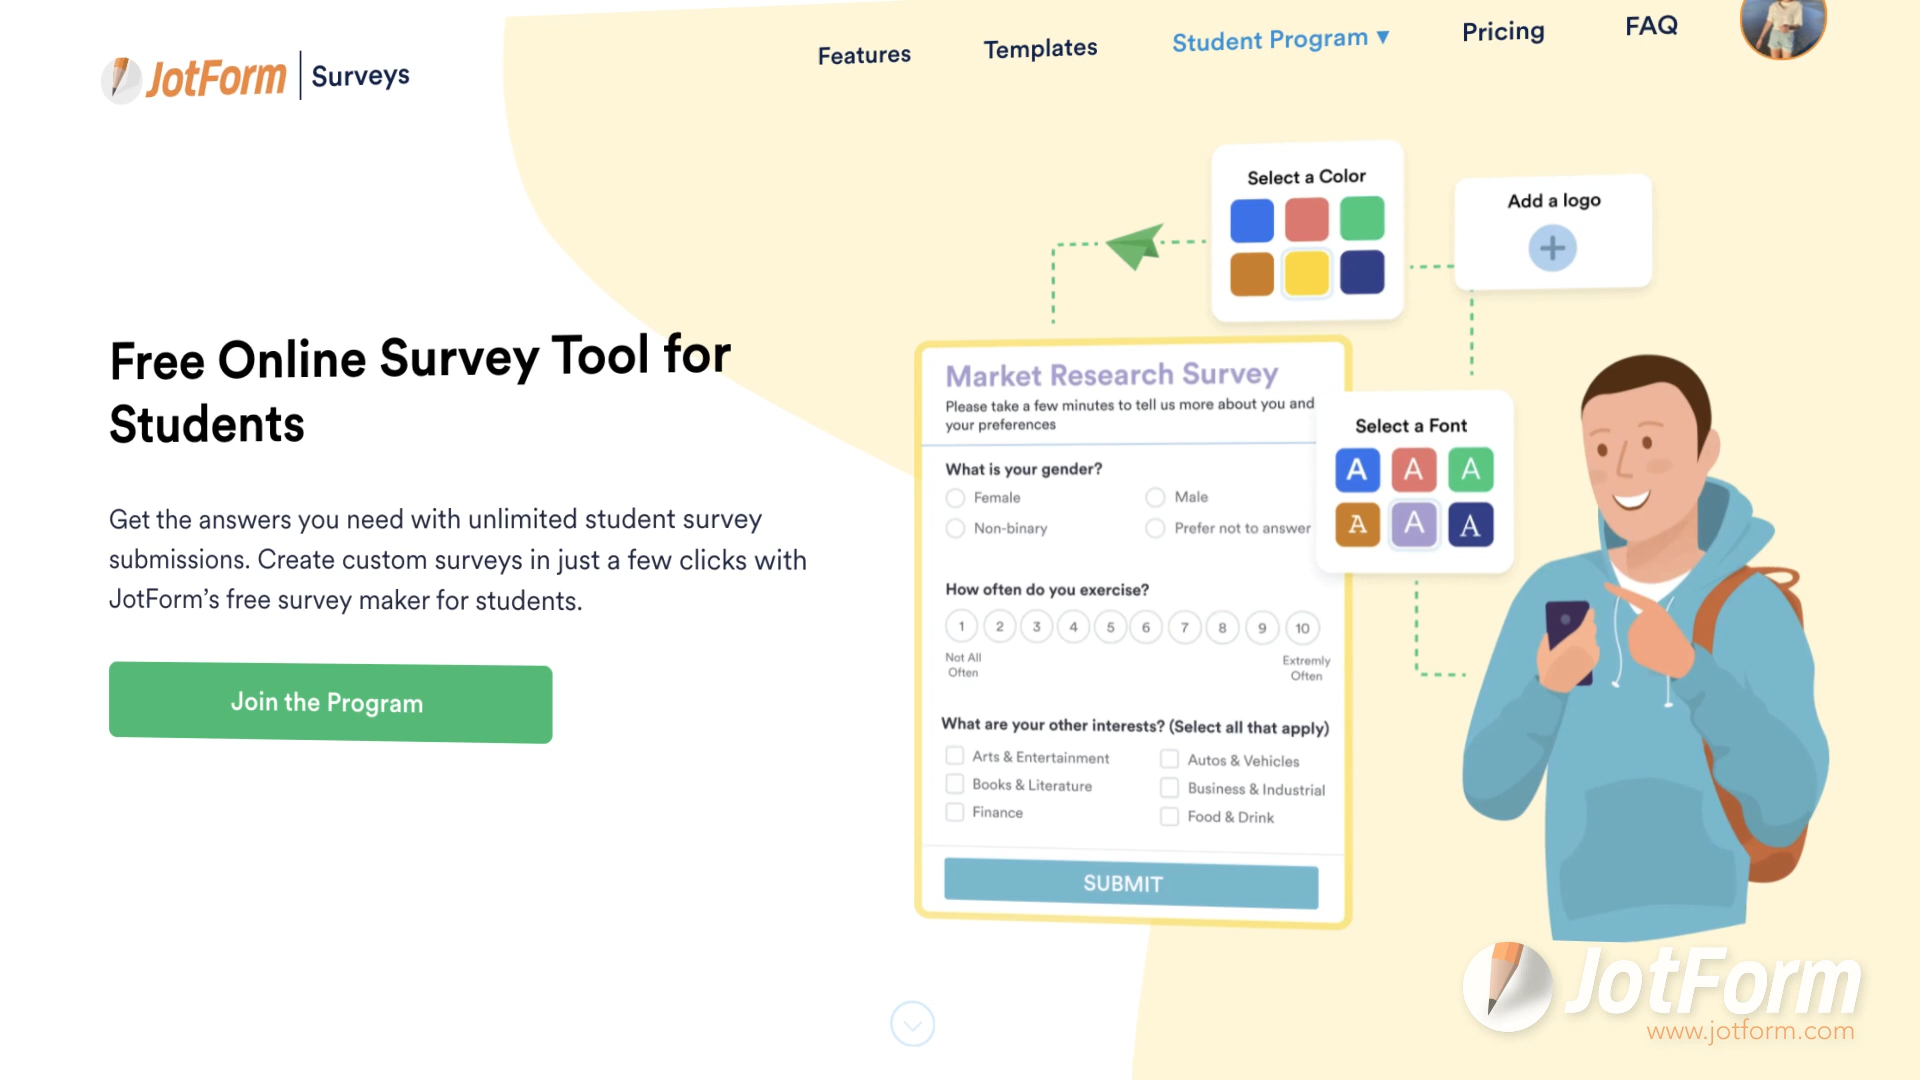 JotForm | Surveys
Features
Templates
Student Program ▼
Pricing
FAQ
Free Online Survey Tool for
Students
Get the answers you need with unlimited student survey
submissions. Create custom surveys in just a few clicks with
JotForm’s free survey maker for students.
Join the Program
Select a Color
Add a logo
Market Research Survey
Please take a few minutes to tell us more about you and
your preferences
What is your gender?
Female
Male
Non-binary
Prefer not to answer
Select a Font
A A A
A A A
How often do you exercise?
1 2 3 4 5 6 7 8 9 10
Not All
Often
Extremly
Often
What are your other interests? (Select all that apply)
Arts & Entertainment
Autos & Vehicles
Books & Literature
Business & Industrial
Finance
Food & Drink
SUBMIT
JotForm
www.jotform.com